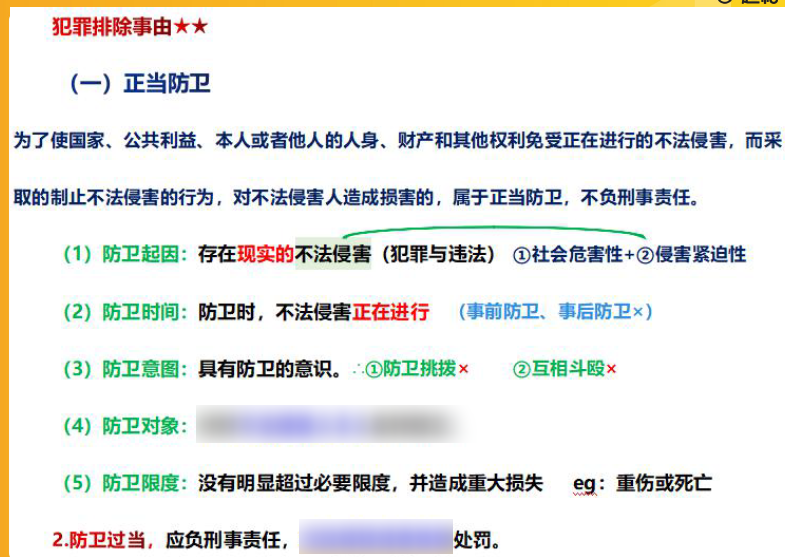 犯罪排除事由★★
（一）正当防卫
为了使国家、公共利益、本人或者他人的人身、财产和其他权利免受正在进行的不法侵害，而采
取的制止不法侵害的行为，对不法侵害人造成损害的，属于正当防卫，不负刑事责任。
（1）防卫起因：存在现实的不法侵害（犯罪与违法） ①社会危害性+②侵害紧迫性
（2）防卫时间：防卫时，不法侵害正在进行 （事前防卫、事后防卫×）
（3）防卫意图：具有防卫的意识。∴①防卫挑拨× ②互相斗殴×
（4）防卫对象：
（5）防卫限度：没有明显超过必要限度，并造成重大损失 eg：重伤或死亡
2.防卫过当，应负刑事责任， 处罚。